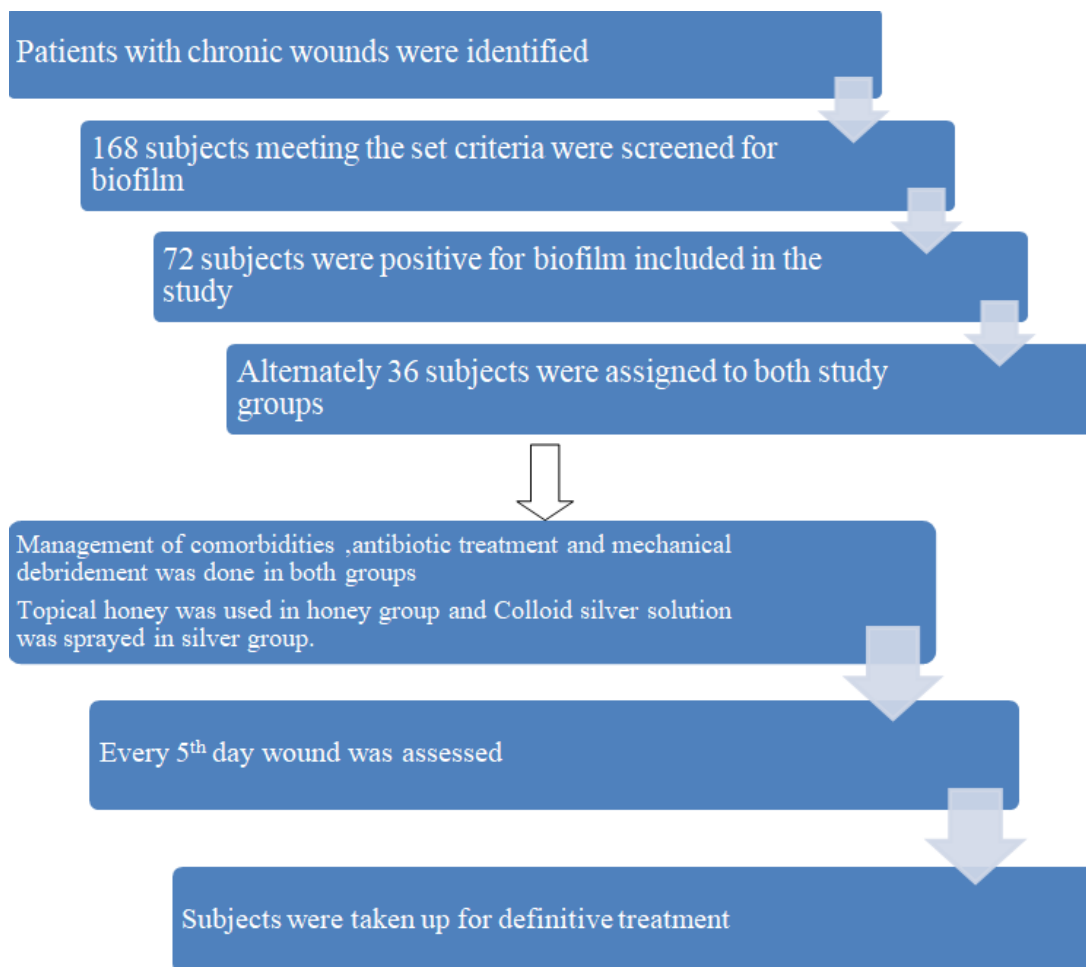 Patients with chronic wounds were identified
168 subjects meeting the set criteria were screened for
biofilm
72 subjects were positive for biofilm included in the
study
Alternately 36 subjects were assigned to both study
groups
Management of comorbidities ,antibiotic treatment and mechanical
debridement was done in both groups
Topical honey was used in honey group and Colloid silver solution
was sprayed in silver group.
Every 5th day wound was assessed
Subjects were taken up for definitive treatment